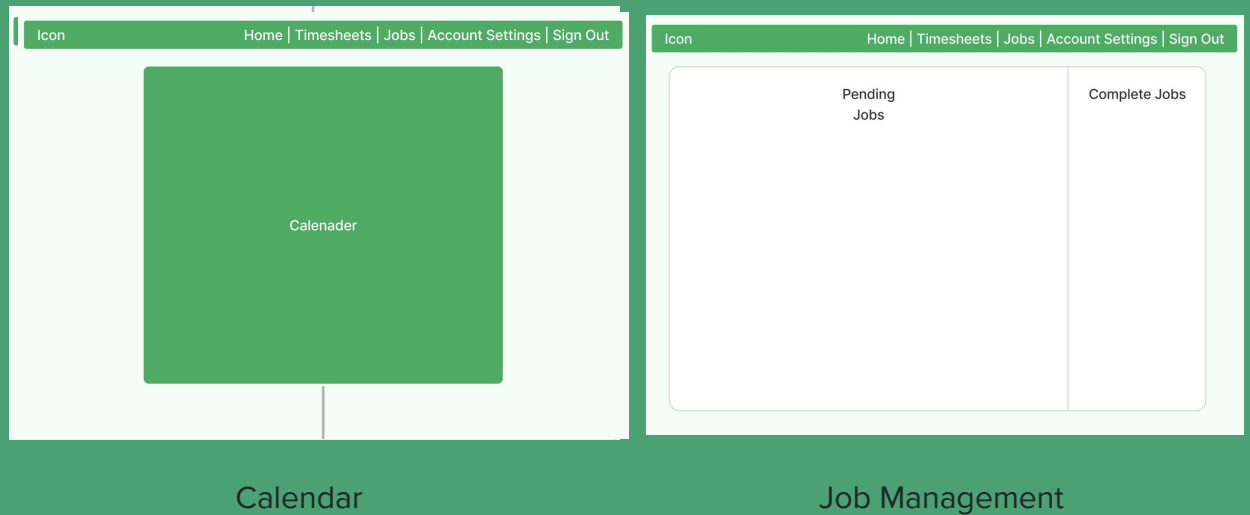 Icon Home | Timesheets | Jobs | Account Settings | Sign Out
Calenader
Calendar
Icon Home | Timesheets | Jobs | Account Settings | Sign Out
Pending
Jobs
Complete Jobs
Job Management